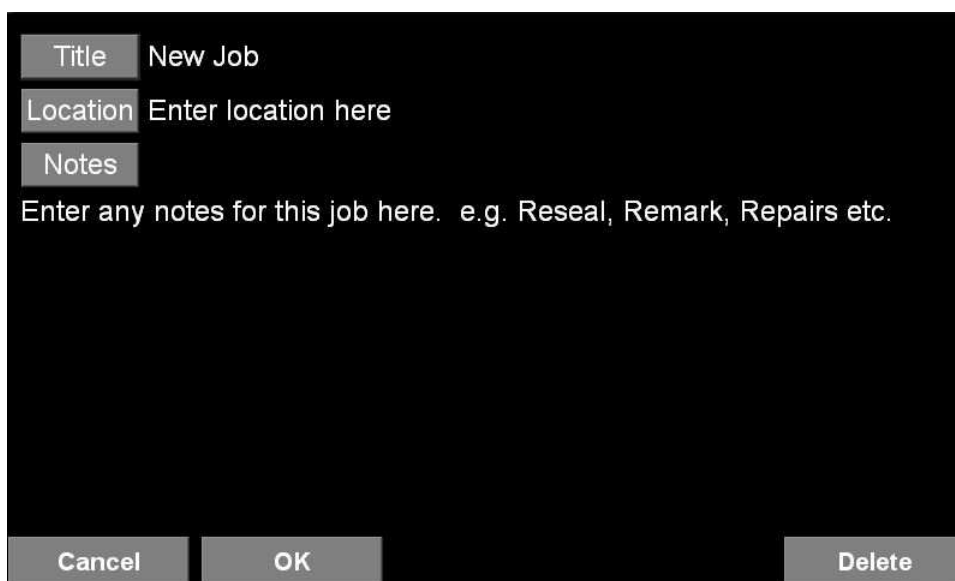 Title New Job
Location Enter location here
Notes
Enter any notes for this job here.  e.g. Reseal, Remark, Repairs etc.
Cancel OK Delete